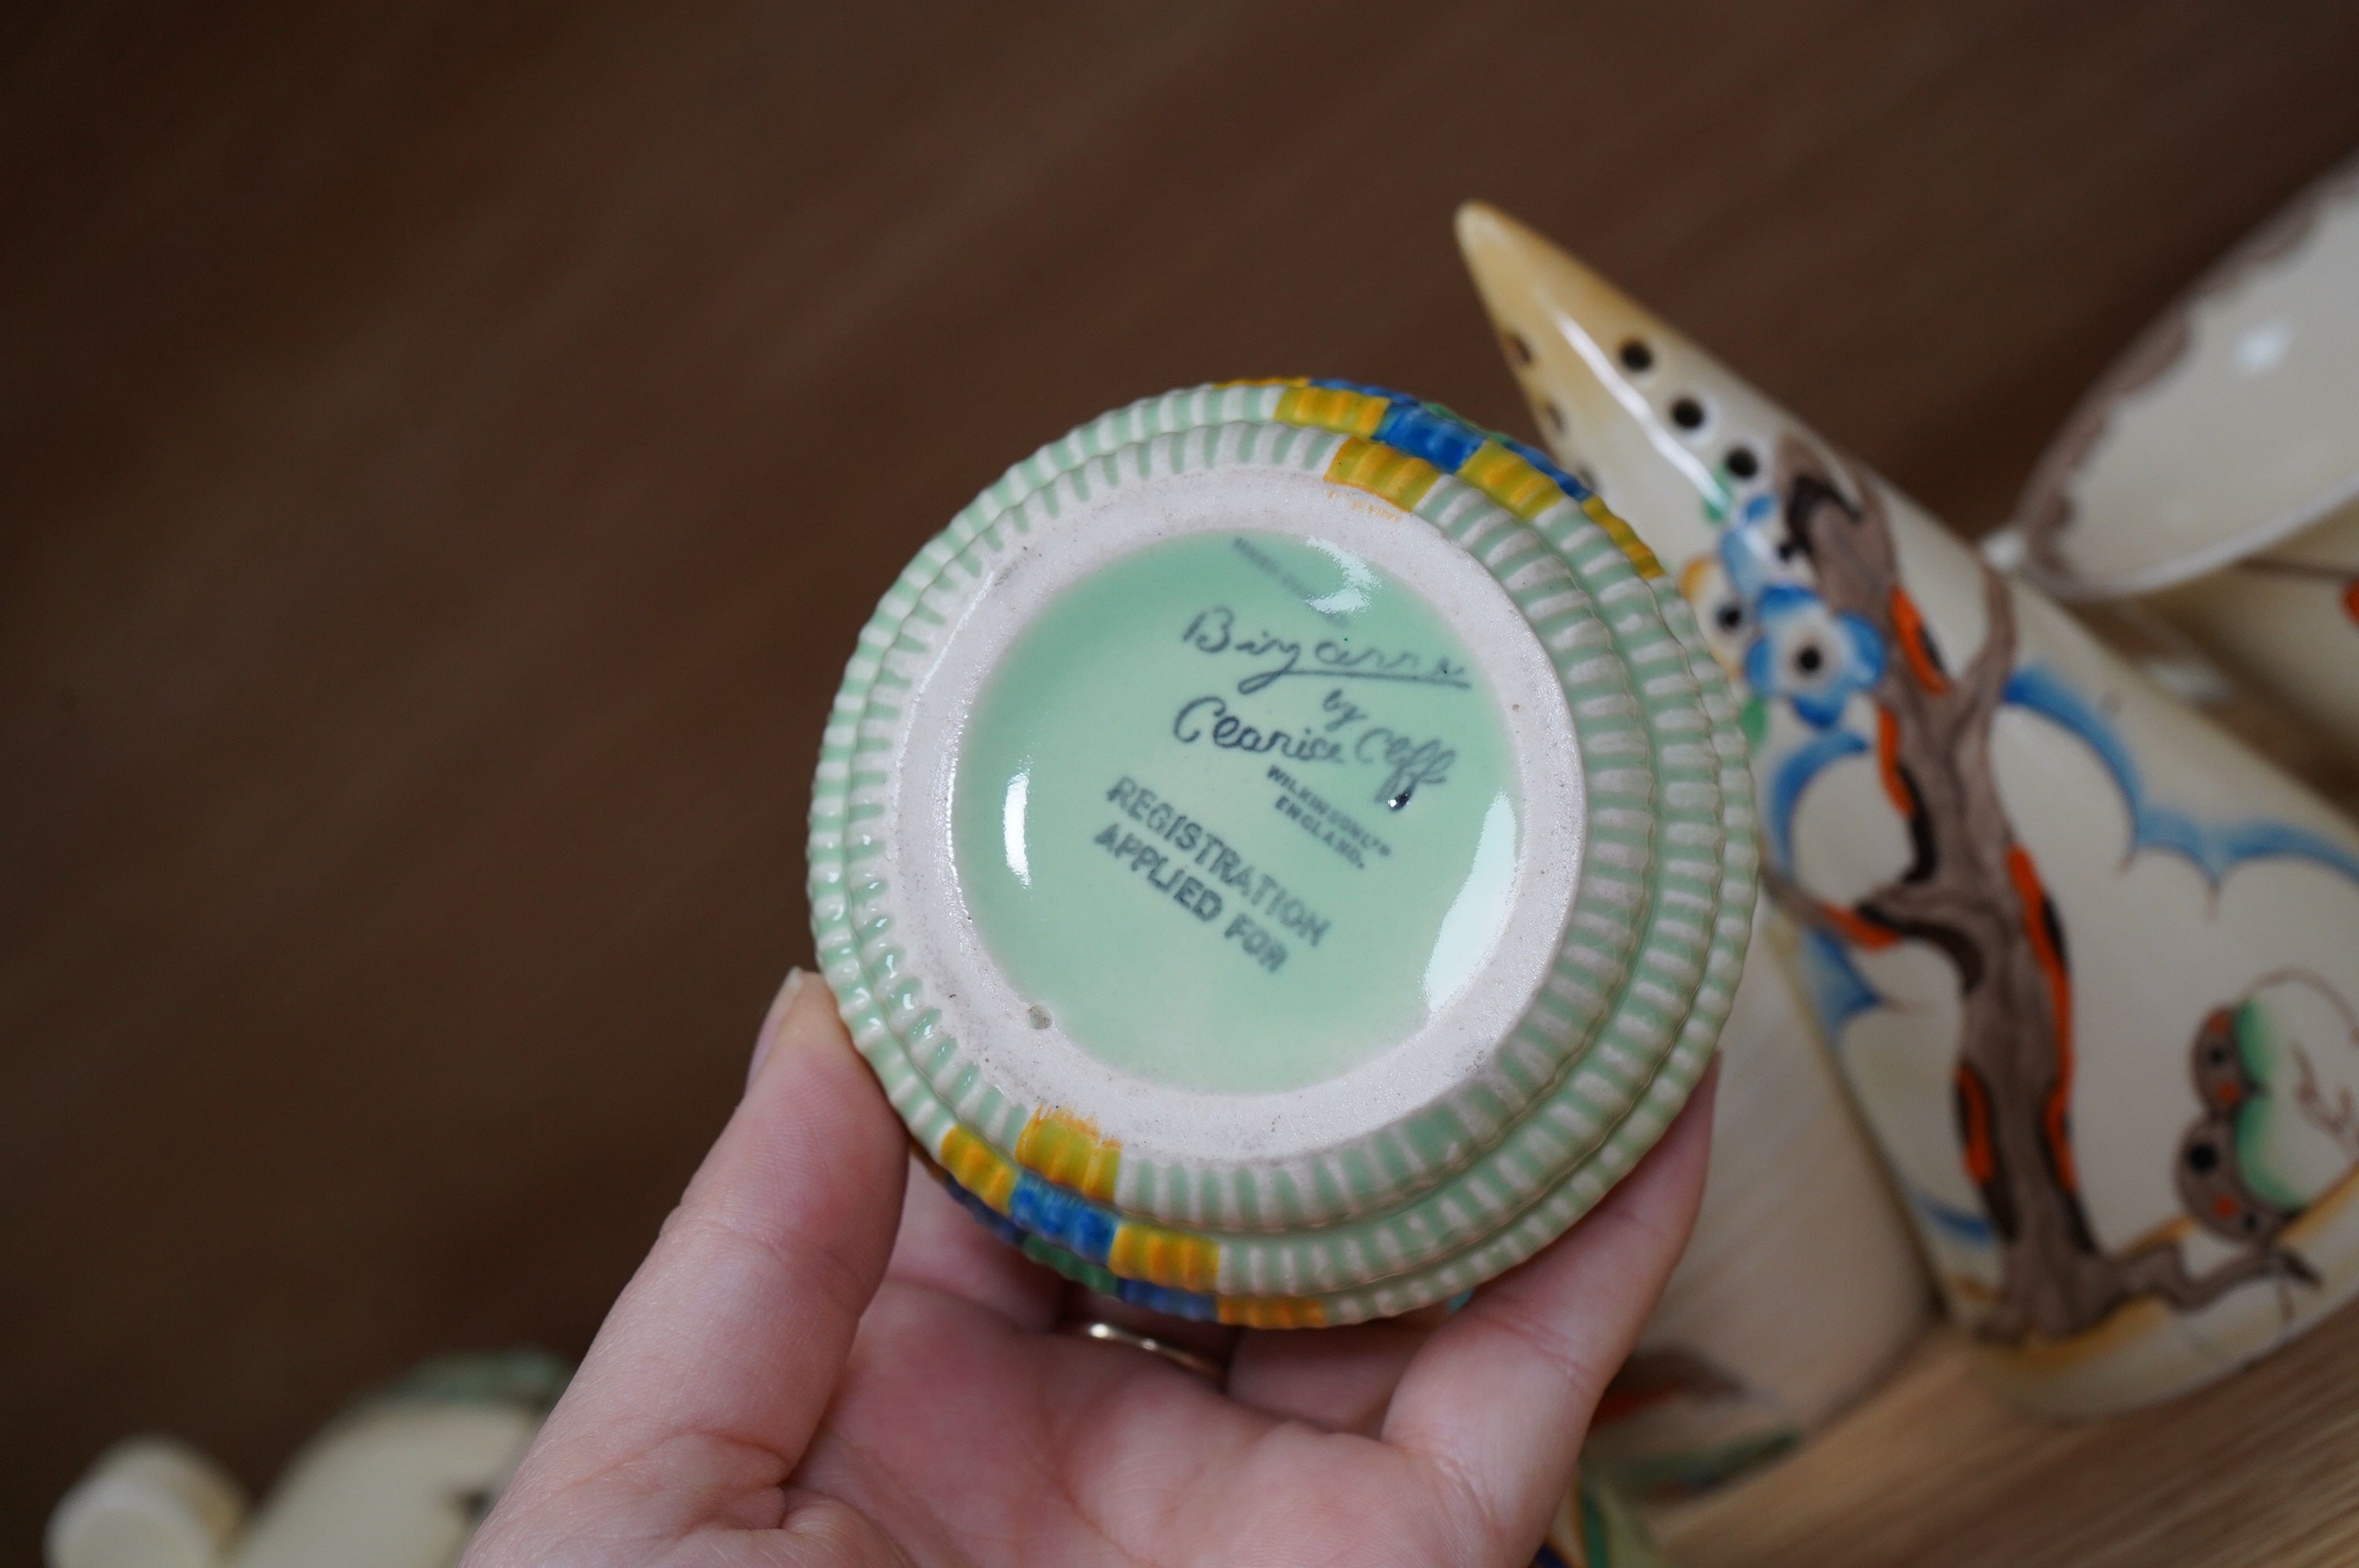 Bizarre
by
Clarice Cliff
WILKINSON LTD
ENGLAND.
REGISTRATION
APPLIED FOR